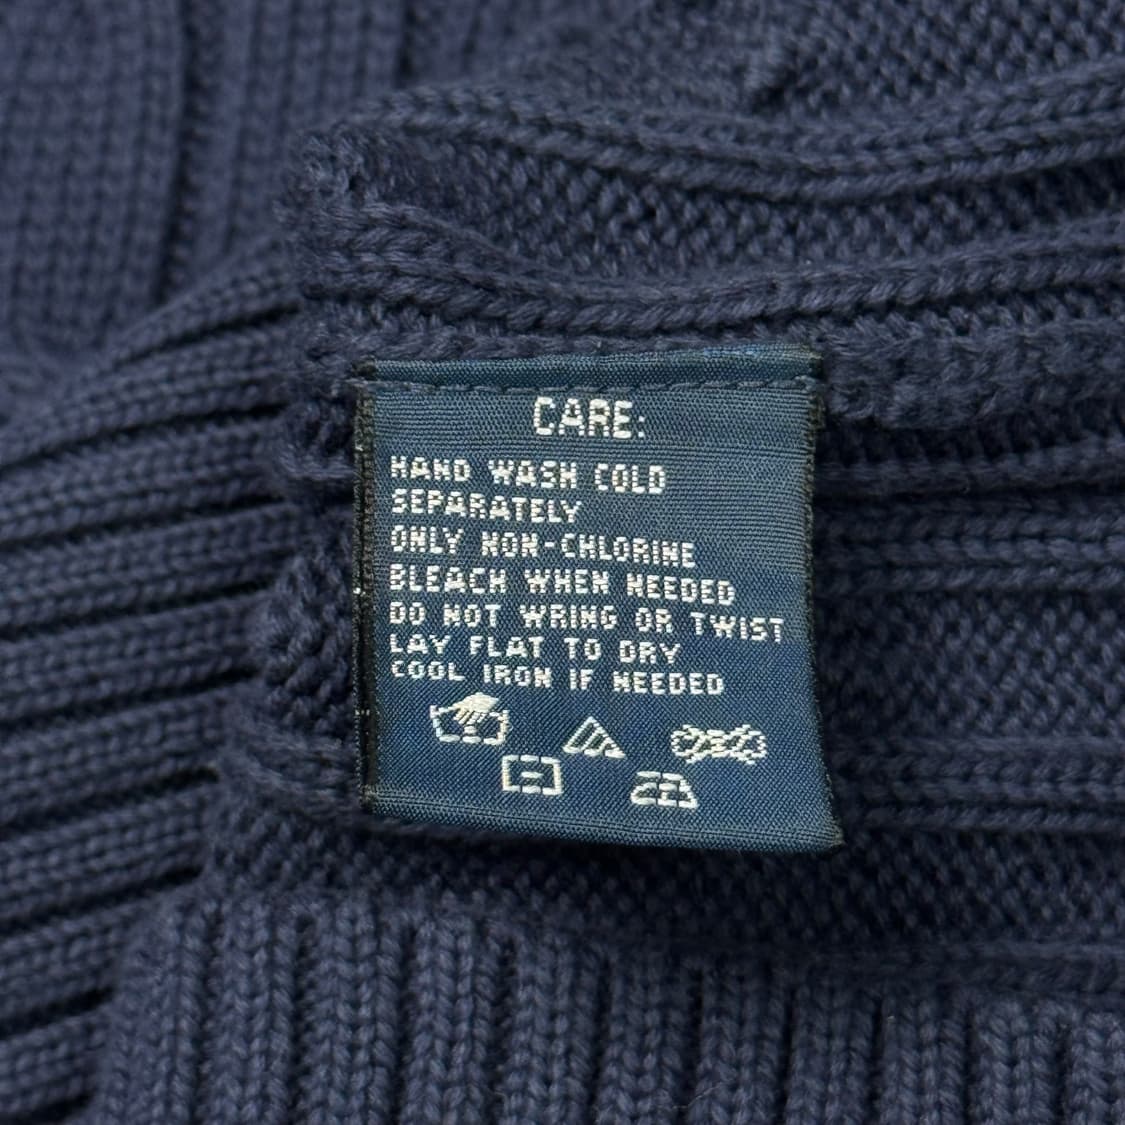 CARE:
HAND WASH COLD
SEPARATELY
ONLY NON-CHLORINE
BLEACH WHEN NEEDED
DO NOT WRING OR TWIST
LAY FLAT TO DRY
COOL IRON IF NEEDED